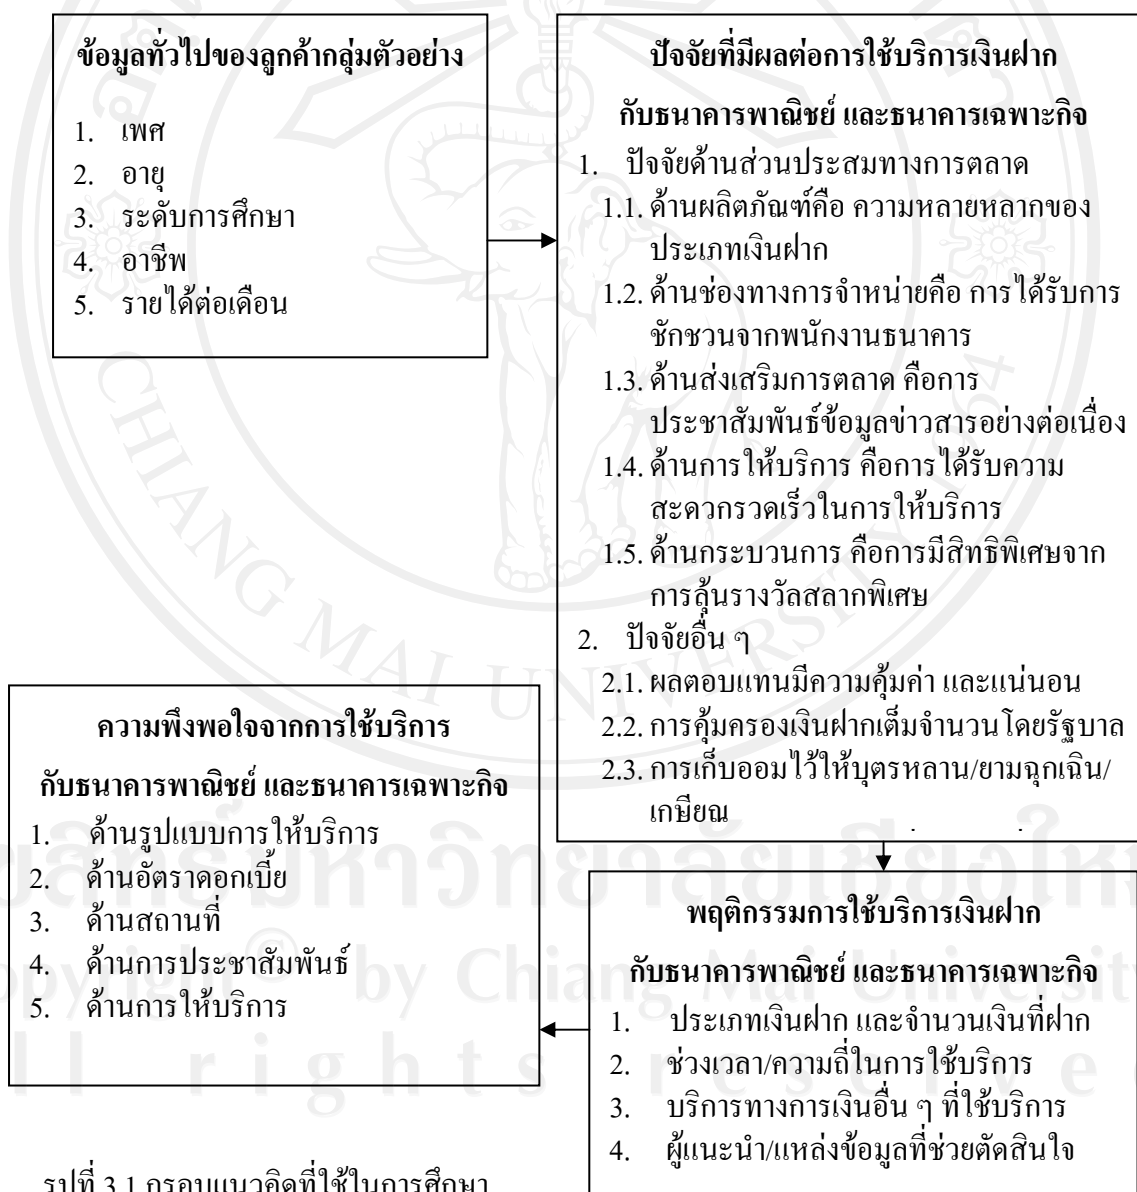 ข้อมูลทั่วไปของลูกค้ากลุ่มตัวอย่าง
1. เพศ
2. อายุ
3. ระดับการศึกษา
4. อาชีพ
5. รายได้ต่อเดือน
ปัจจัยที่มีผลต่อการใช้บริการเงินฝาก
กับธนาคารพาณิชย์ และธนาคารเฉพาะกิจ
1. ปัจจัยด้านส่วนประสมทางการตลาด
1.1. ด้านผลิตภัณฑ์คือ ความหลายหลากของ
ประเภทเงินฝาก
1.2. ด้านช่องทางการจำหน่ายคือ การได้รับการ
ชักชวนจากพนักงานธนาคาร
1.3. ด้านส่งเสริมการตลาด คือการ
ประชาสัมพันธ์ข้อมูลข่าวสารอย่างต่อเนื่อง
1.4. ด้านการให้บริการ คือการได้รับความ
สะดวกรวดเร็วในการให้บริการ
1.5. ด้านกระบวนการ คือการมีสิทธิพิเศษจาก
การลุ้นรางวัลสลากพิเศษ
2. ปัจจัยอื่น ๆ
2.1. ผลตอบแทนมีความคุ้มค่า และแน่นอน
2.2. การคุ้มครองเงินฝากเต็มจำนวนโดยรัฐบาล
2.3. การเก็บออมไว้ให้บุตรหลาน/ยามฉุกเฉิน/
เกษียณ
ความพึงพอใจจากการใช้บริการ
กับธนาคารพาณิชย์ และธนาคารเฉพาะกิจ
1. ด้านรูปแบบการให้บริการ
2. ด้านอัตราดอกเบี้ย
3. ด้านสถานที่
4. ด้านการประชาสัมพันธ์
5. ด้านการให้บริการ
พฤติกรรมการใช้บริการเงินฝาก
กับธนาคารพาณิชย์ และธนาคารเฉพาะกิจ
1. ประเภทเงินฝาก และจำนวนเงินที่ฝาก
2. ช่วงเวลา/ความถี่ในการใช้บริการ
3. บริการทางการเงินอื่น ๆ ที่ใช้บริการ
4. ผู้แนะนำ/แหล่งข้อมูลที่ช่วยตัดสินใจ
รูปที่ 3.1 กรอบแนวคิดที่ใช้ในการศึกษา
CHIANG MAI UNIVERSITY 1964
by Chiang Mai University
rights